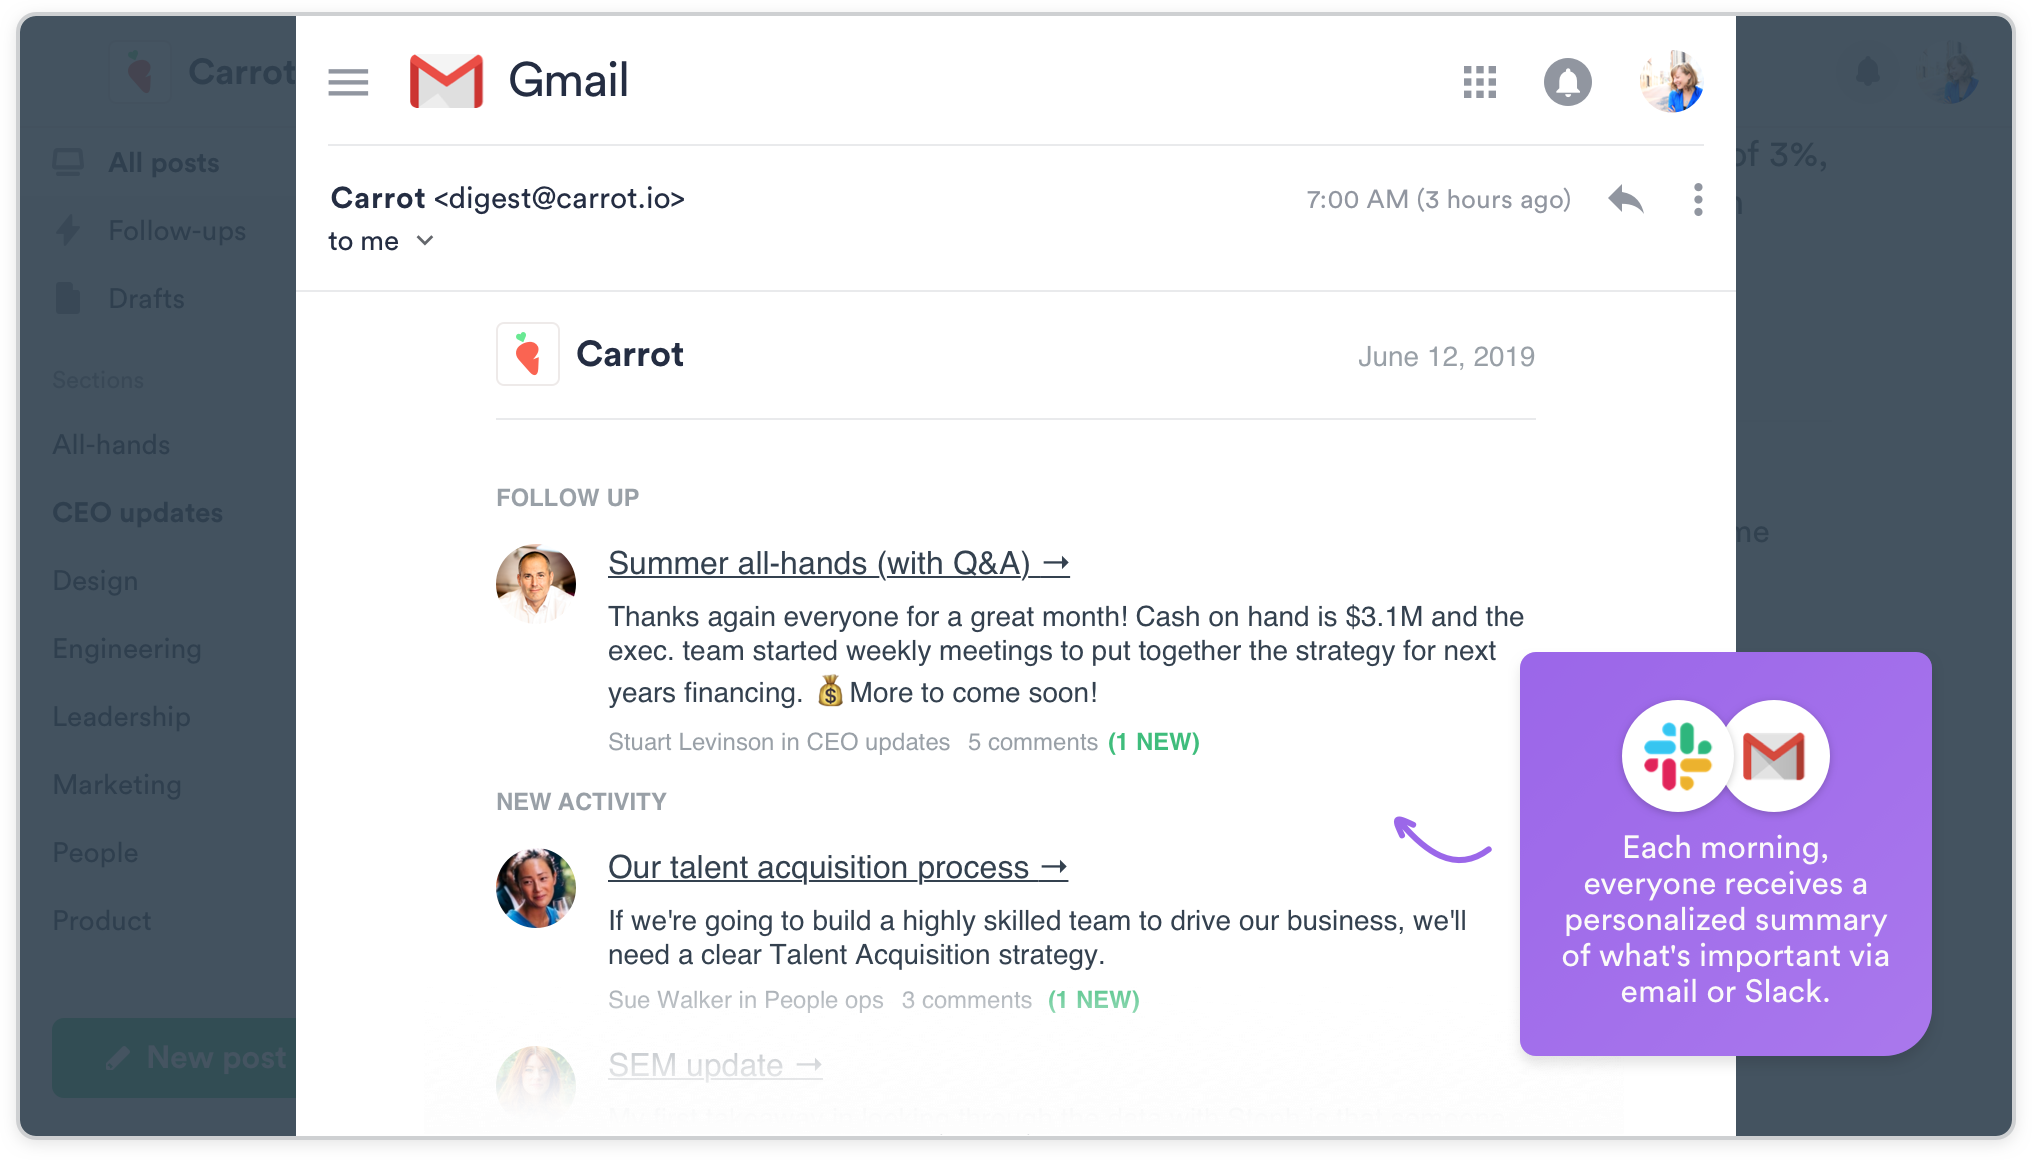 Carrot
All posts
Follow-ups
Drafts
Sections
All-hands
CEO updates
Design
Engineering
Leadership
Marketing
People
Product
New post
Gmail
Carrot <digest@carrot.io>
7:00 AM (3 hours ago)
to me
Carrot
June 12, 2019
FOLLOW UP
Summer all-hands (with Q&A) →
Thanks again everyone for a great month! Cash on hand is $3.1M and the
exec. team started weekly meetings to put together the strategy for next
years financing. 💰 More to come soon!
Stuart Levinson in CEO updates 5 comments (1 NEW)
NEW ACTIVITY
Our talent acquisition process →
If we're going to build a highly skilled team to drive our business, we'll
need a clear Talent Acquisition strategy.
Sue Walker in People ops 3 comments (1 NEW)
SEM update →
of 3%,
me
Each morning,
everyone receives a
personalized summary
of what's important via
email or Slack.